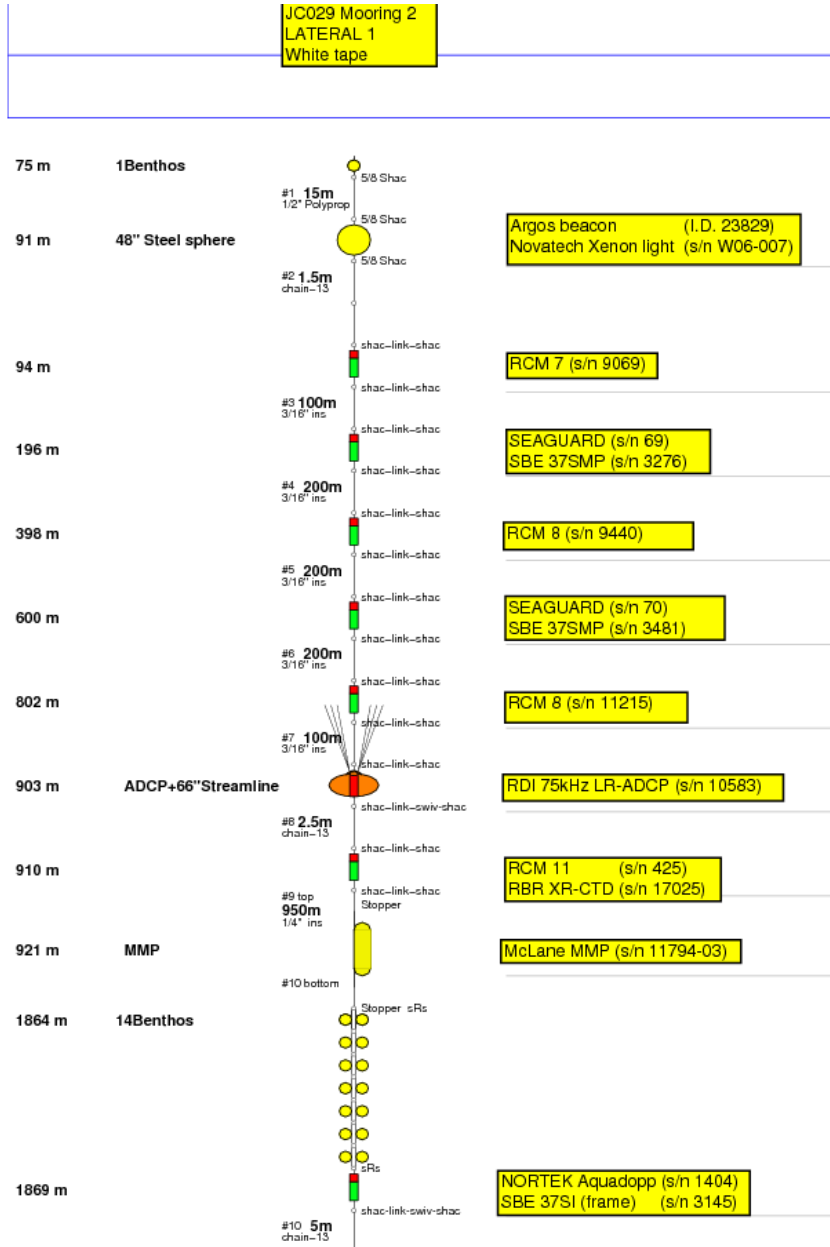 JC029 Mooring 2
LATERAL 1
White tape
75 m 1Benthos
5/8 Shac
#1 15m
1/2" Polyprop
5/8 Shac
91 m 48" Steel sphere
Argos beacon (I.D. 23829)
Novatech Xenon light (s/n W06-007)
5/8 Shac
#2 1.5m
chain-13
shac-link-shac
94 m
RCM 7 (s/n 9069)
shac-link-shac
#3 100m
3/16" ins
shac-link-shac
196 m
SEAGUARD (s/n 69)
SBE 37SMP (s/n 3276)
shac-link-shac
#4 200m
3/16" ins
shac-link-shac
398 m
RCM 8 (s/n 9440)
shac-link-shac
#5 200m
3/16" ins
shac-link-shac
600 m
SEAGUARD (s/n 70)
SBE 37SMP (s/n 3481)
shac-link-shac
#6 200m
3/16" ins
shac-link-shac
802 m
RCM 8 (s/n 11215)
shac-link-shac
#7 100m
3/16" ins
shac-link-shac
903 m ADCP+66"Streamline
RDI 75kHz LR-ADCP (s/n 10583)
shac-link-swiv-shac
#8 2.5m
chain-13
shac-link-shac
910 m
RCM 11 (s/n 425)
RBR XR-CTD (s/n 17025)
shac-link-shac
#9 top
Stopper
950m
1/4" ins
921 m MMP
McLane MMP (s/n 11794-03)
#10 bottom
Stopper sRs
1864 m 14Benthos
sRs
1869 m
NORTEK Aquadopp (s/n 1404)
SBE 37SI (frame) (s/n 3145)
shac-link-swiv-shac
#10 5m
chain-13